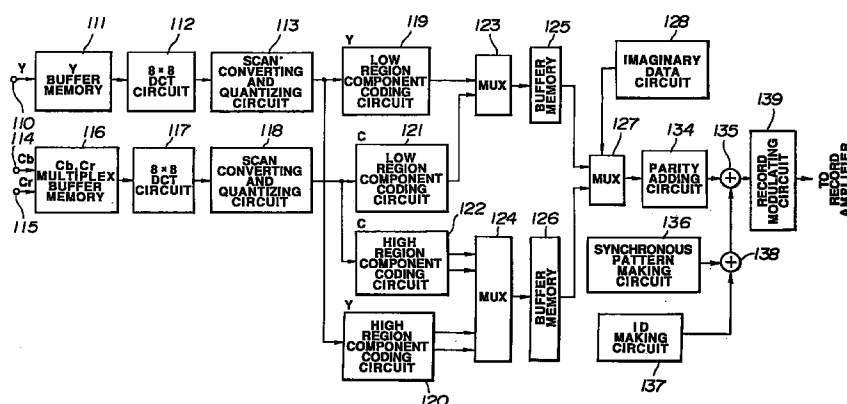 111
112
113
119
123
125
128
Y
Y
BUFFER
MEMORY
8×8
DCT
CIRCUIT
SCAN
CONVERTING
AND
QUANTIZING
CIRCUIT
Y
LOW
REGION
COMPONENT
CODING CIRCUIT
MUX
BUFFER
MEMORY
IMAGINARY
DATA
CIRCUIT
110
114
116
117
118
121
127
134
135
139
Cb
Cr
115
Cb,Cr
MULTIPLEX
BUFFER
MEMORY
8×8
DCT
CIRCUIT
SCAN
CONVERTING
AND
QUANTIZING
CIRCUIT
C
LOW
REGION
COMPONENT
CODING
CIRCUIT
MUX
PARITY
ADDING
CIRCUIT
RECORD
MODULATING
CIRCUIT
TO
RECORD
AMPLIFIER
122
124
126
136
138
C
HIGH
REGION
COMPONENT
CODING
CIRCUIT
MUX
BUFFER
MEMORY
SYNCHRONOUS
PATTERN
MAKING
CIRCUIT
Y
HIGH
REGION
COMPONENT
CODING
CIRCUIT
120
ID
MAKING
CIRCUIT
137